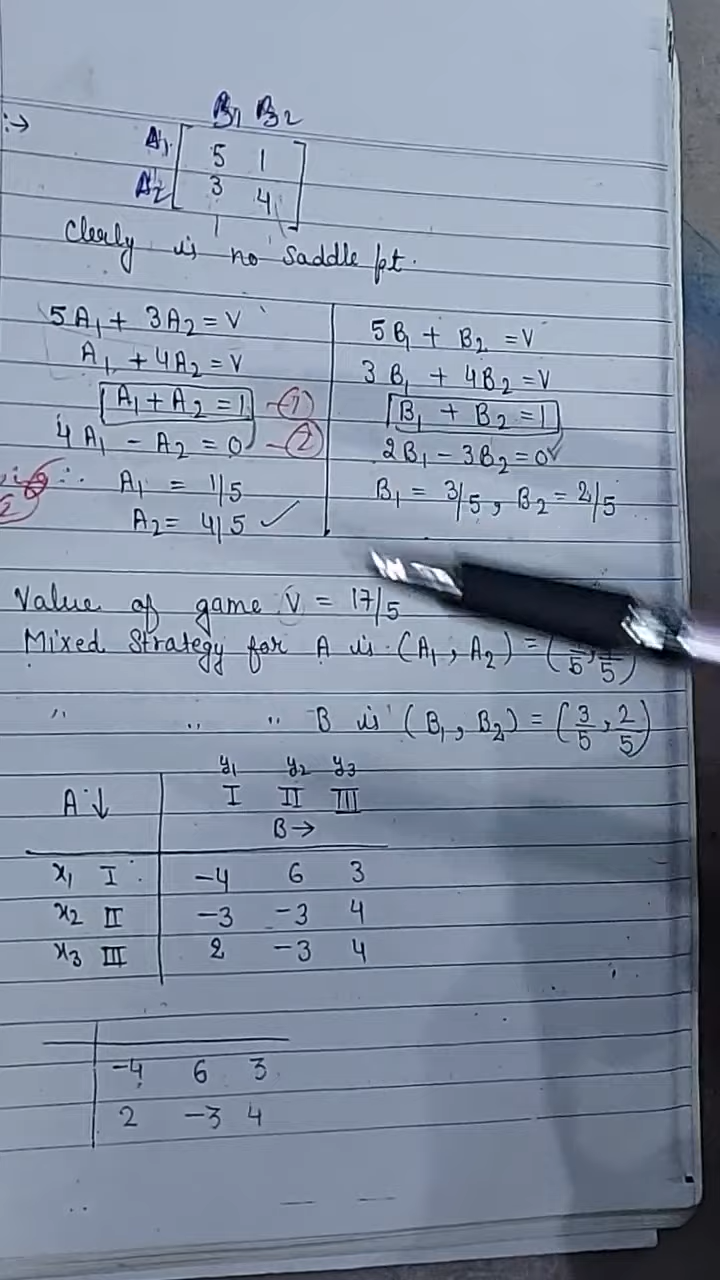 :→
B₁ B₂
A₁ 5 1
A₂ 3 4
Clerly is no saddle pt.
5A₁ + 3A₂ = V
A₁ + 4A₂ = V
A₁ + A₂ = 1 -①
4A₁ - A₂ = 0 -②
∴ A₁ = 1/5
A₂ = 4/5 ✓
5B₁ + B₂ = V
3B₁ + 4B₂ = V
B₁ + B₂ = 1
2B₁ - 3B₂ = 0
B₁ = 3/5, B₂ = 2/5
Value of game V = 17/5
Mixed Strategy for A is (A₁, A₂) = ( /5, /5)
" " " B is (B₁, B₂) = (3/5, 2/5)
y₁ y₂ y₃
A ↓ I II III
B →
x₁ I -4 6 3
x₂ II -3 -3 4
x₃ III 2 -3 4
-4 6 3
2 -3 4